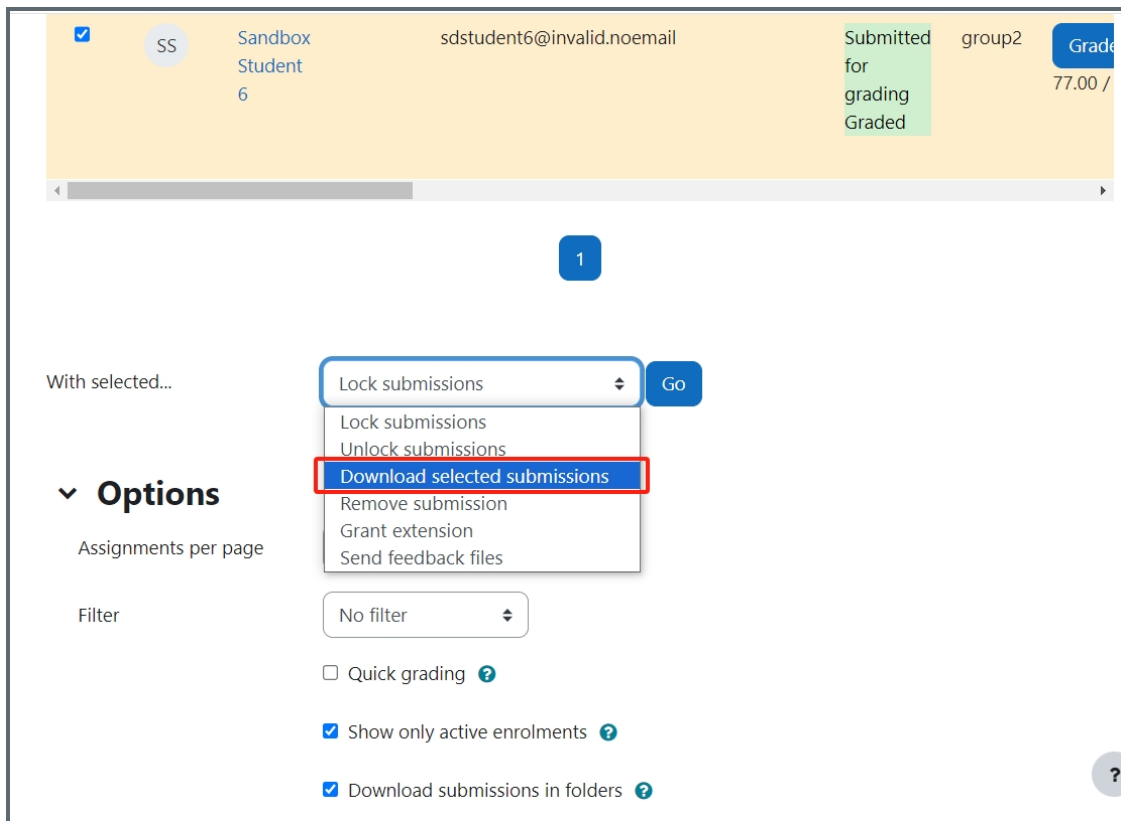 SS
Sandbox
Student
6
sdstudent6@invalid.noemail
Submitted
for
grading
Graded
group2
Grade
77.00 /
1
With selected...
Lock submissions
Go
Lock submissions
Unlock submissions
Download selected submissions
Remove submission
Grant extension
Send feedback files
Options
Assignments per page
Filter
No filter
Quick grading ?
Show only active enrolments ?
Download submissions in folders ?
?